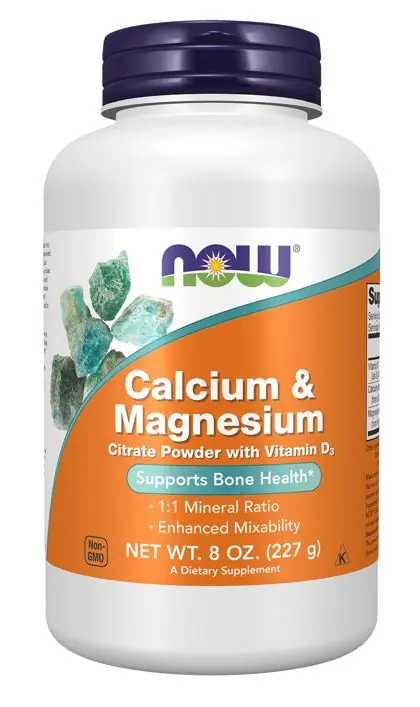 now®
Calcium &
Magnesium
Citrate Powder with Vitamin D3
Supports Bone Health*
• 1:1 Mineral Ratio
• Enhanced Mixability
Non-
GMO
NET WT. 8 OZ. (227 g)
A Dietary Supplement
K